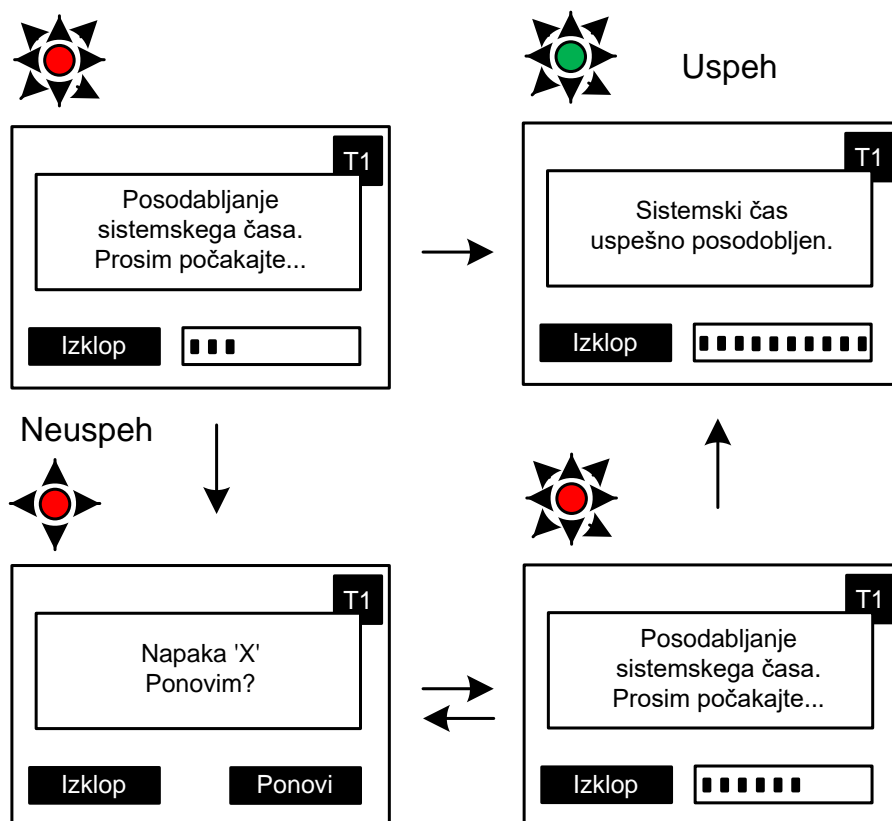 Uspeh
T1
Posodabljanje
sistemskega časa.
Prosim počakajte...
Izklop
T1
Sistemski čas
uspešno posodobljen.
Izklop
Neuspeh
T1
Napaka 'X'
Ponovim?
Izklop
Ponovi
T1
Posodabljanje
sistemskega časa.
Prosim počakajte...
Izklop